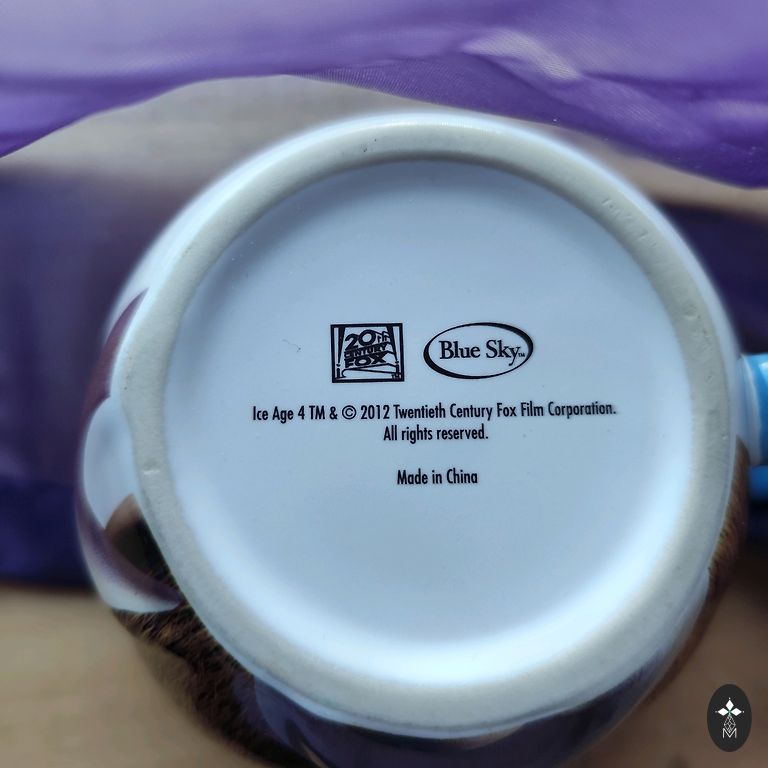 20th
CENTURY
FOX
Blue Sky TM
Ice Age 4 TM & © 2012 Twentieth Century Fox Film Corporation.
All rights reserved.
Made in China
M